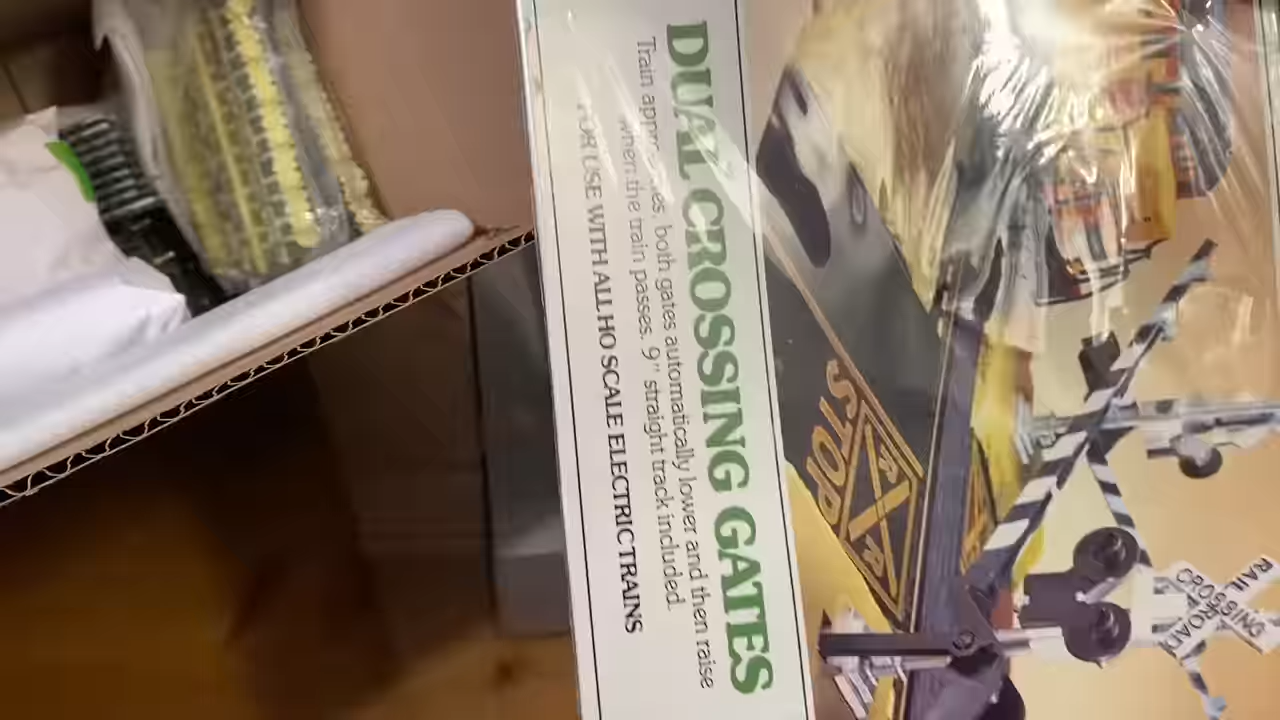 DUAL CROSSING GATES
Train approaches, both gates automatically lower and then raise
when the train passes. 9" straight track included.
FOR USE WITH ALL HO SCALE ELECTRIC TRAINS
STOP
R R
RAILROAD
CROSSING